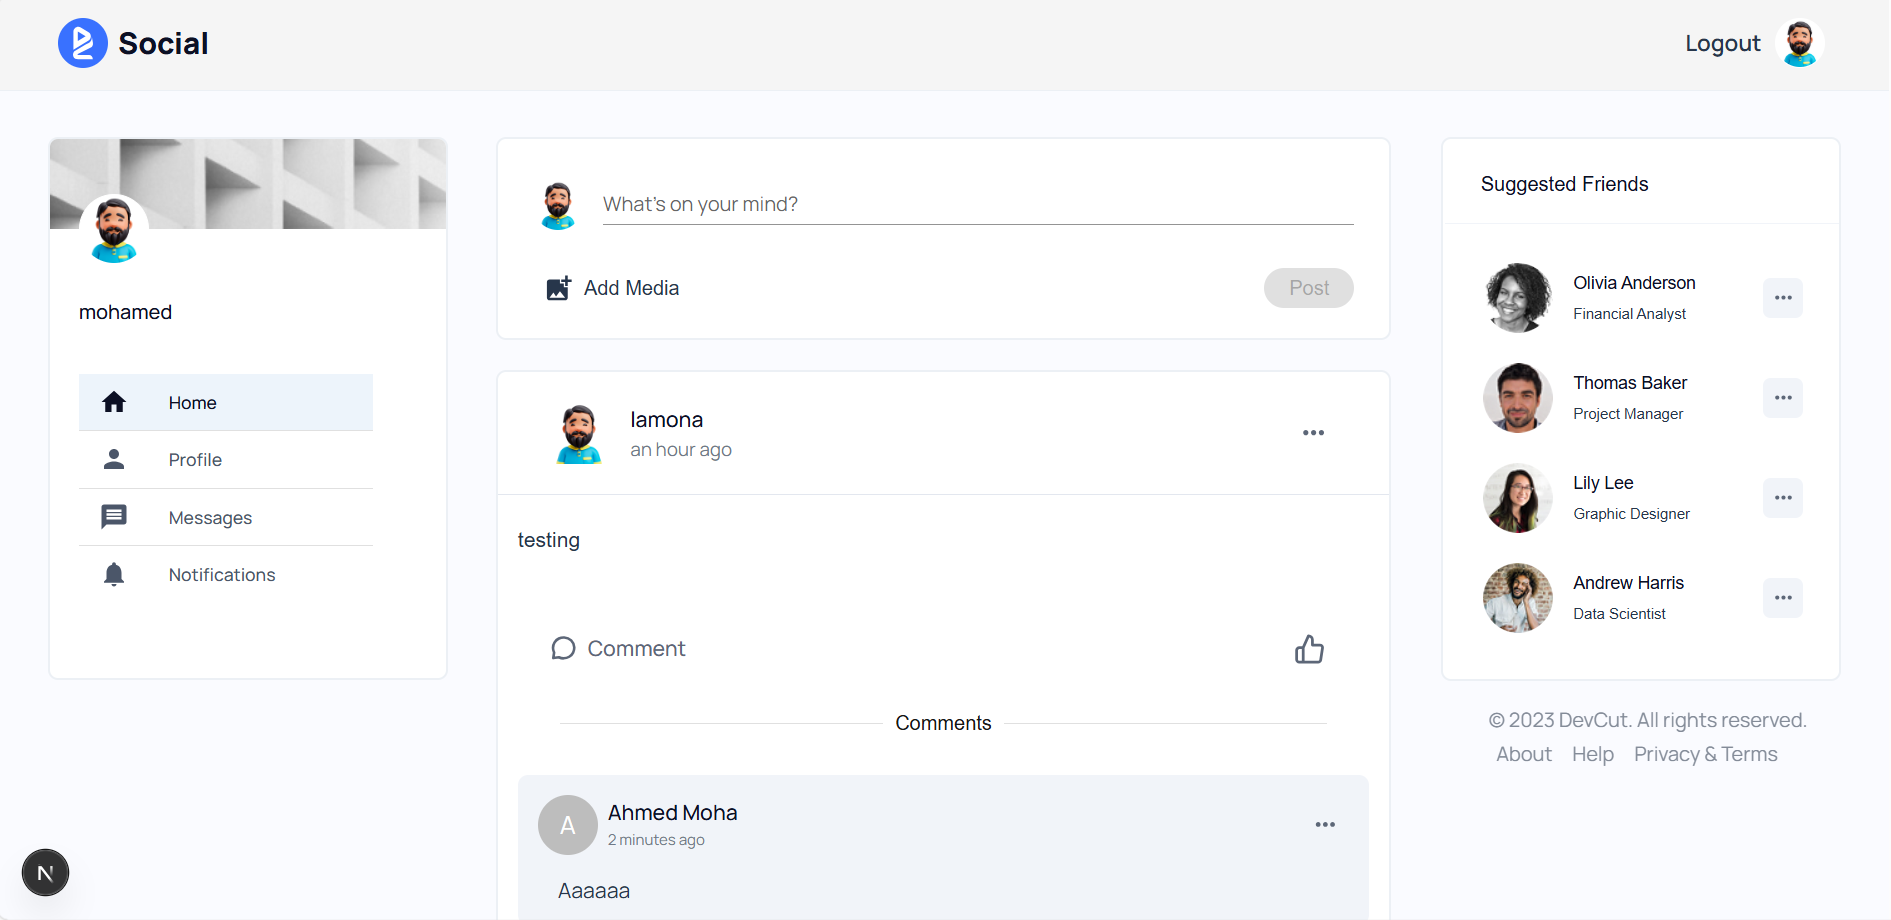 Social
Logout
mohamed
Home
Profile
Messages
Notifications
What's on your mind?
Add Media
Post
lamona
an hour ago
testing
Comment
Comments
A
Ahmed Moha
2 minutes ago
Aaaaaa
Suggested Friends
Olivia Anderson
Financial Analyst
Thomas Baker
Project Manager
Lily Lee
Graphic Designer
Andrew Harris
Data Scientist
© 2023 DevCut. All rights reserved.
About Help Privacy & Terms
N